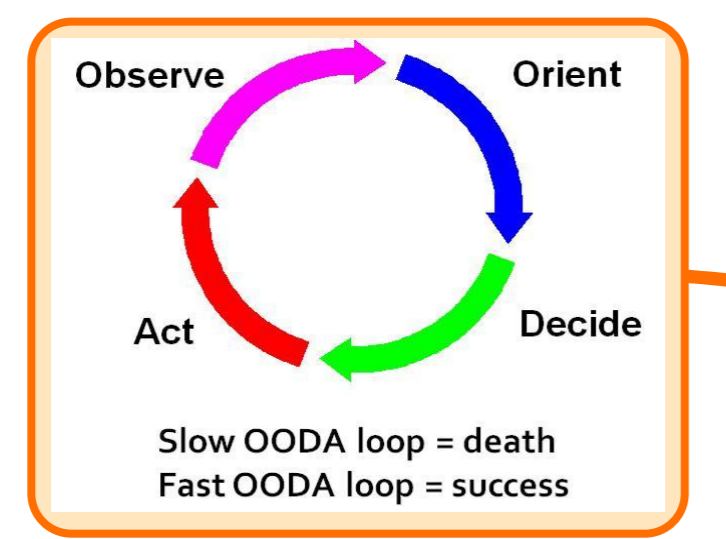 Observe
Orient
Decide
Act
Slow OODA loop = death
Fast OODA loop = success